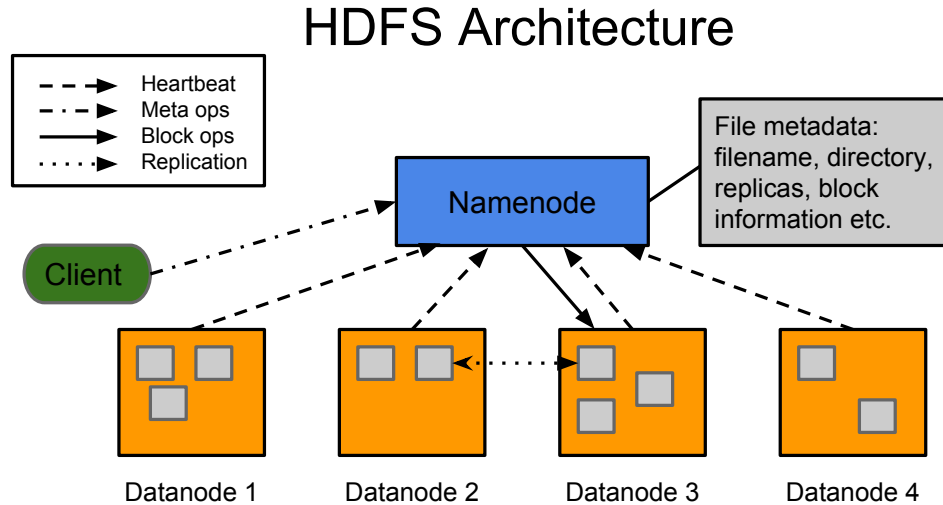 HDFS Architecture
Heartbeat
Meta ops
Block ops
Replication
File metadata:
filename, directory,
replicas, block
information etc.
Namenode
Client
Datanode 1
Datanode 2
Datanode 3
Datanode 4